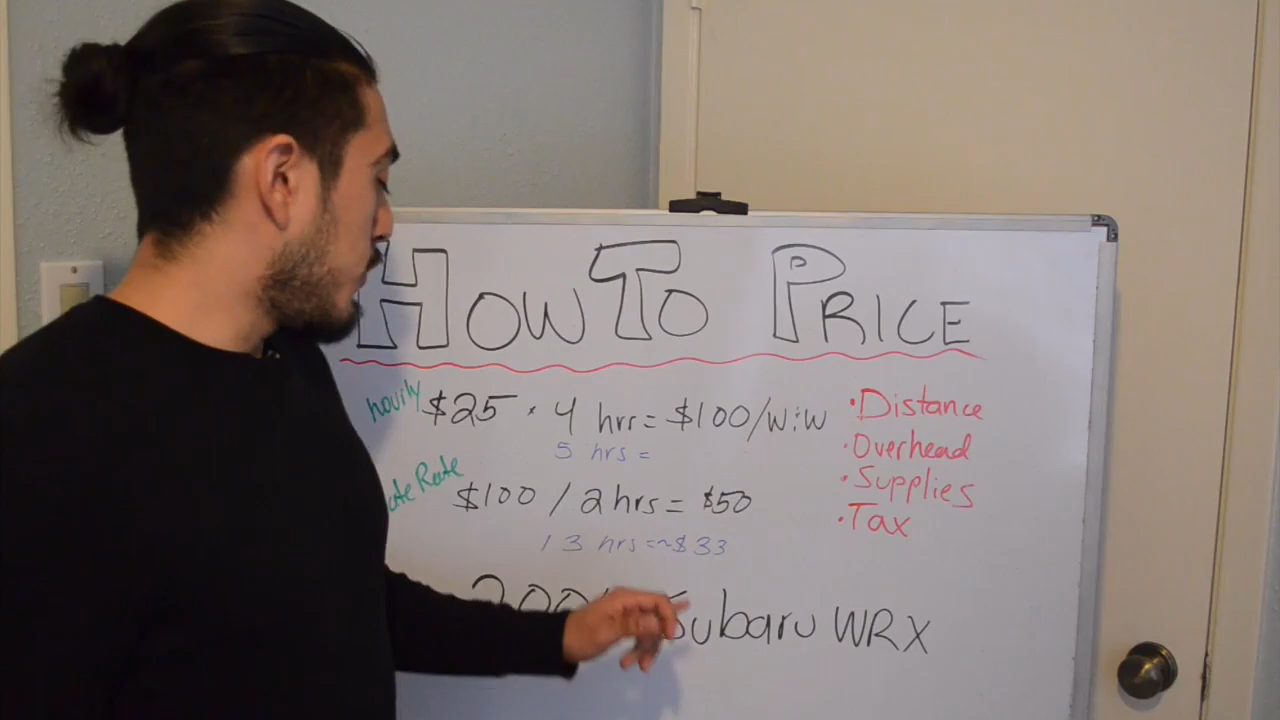 How To PRICE
hourly $25 * 4 hrr = $100/w:w
5 hrs =
Rate $100 / 2 hrs = $50
/ 3 hrs = ~$33
Subaru WRX
• Distance
• Overhead
• Supplies
• Tax